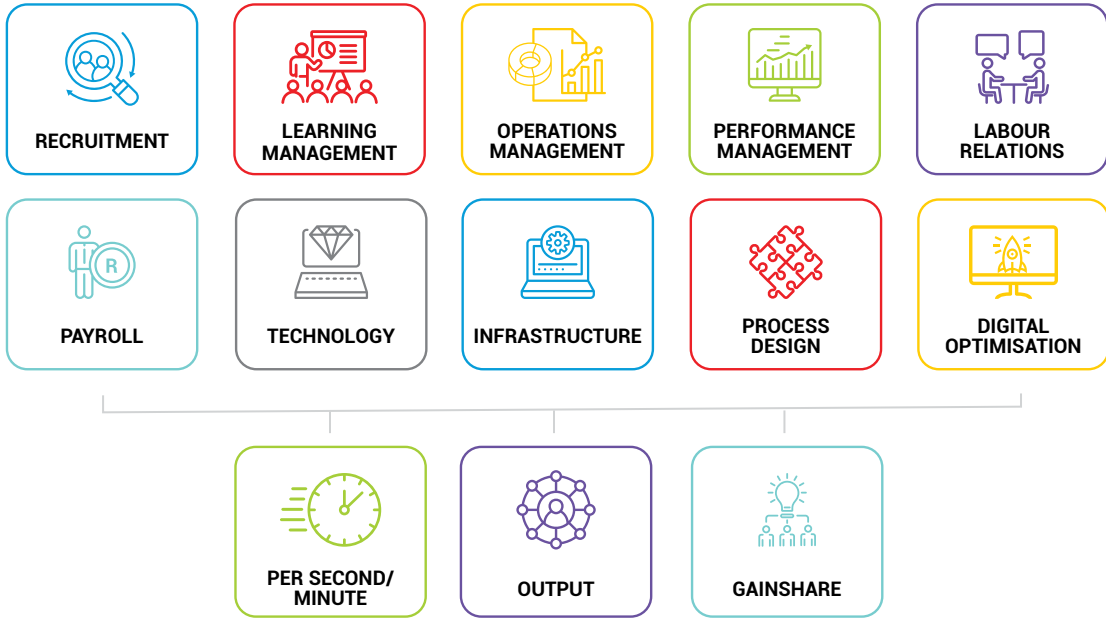 RECRUITMENT
LEARNING
MANAGEMENT
OPERATIONS
MANAGEMENT
PERFORMANCE
MANAGEMENT
LABOUR
RELATIONS
R
PAYROLL
TECHNOLOGY
INFRASTRUCTURE
PROCESS
DESIGN
DIGITAL
OPTIMISATION
PER SECOND/
MINUTE
OUTPUT
GAINSHARE